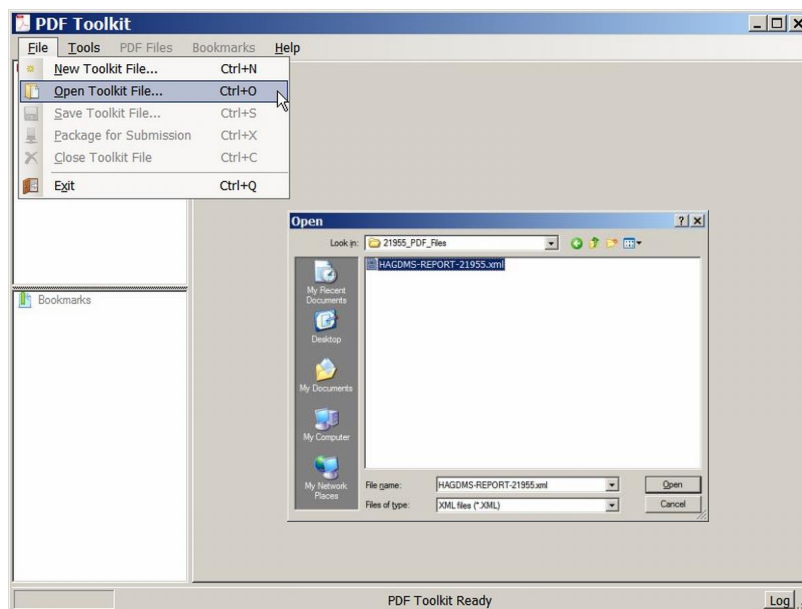 PDF Toolkit
File Tools PDF Files Bookmarks Help
New Toolkit File... Ctrl+N
Open Toolkit File... Ctrl+O
Save Toolkit File... Ctrl+S
Package for Submission Ctrl+X
Close Toolkit File Ctrl+C
Exit Ctrl+Q
Open
Look in: 21955_PDF_Files
HAGDMS-REPORT-21955.xml
My Recent
Documents
Desktop
My Documents
My Computer
My Network
Places
File name: HAGDMS-REPORT-21955.xml Open
Files of type: XML files (*.XML) Cancel
Bookmarks
PDF Toolkit Ready Log